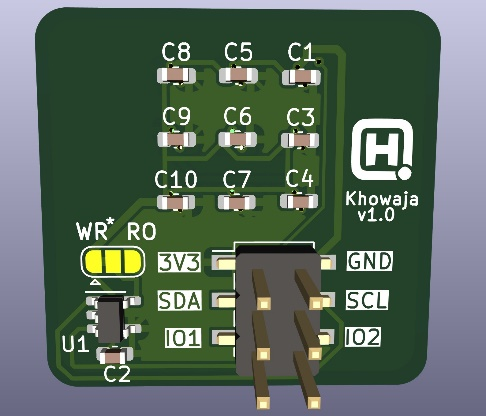 C8 C5 C1
C9 C6 C3
C10 C7 C4
H.
Khowaja
v1.0
WR* RO
3V3 GND
SDA SCL
IO1 IO2
U1
C2